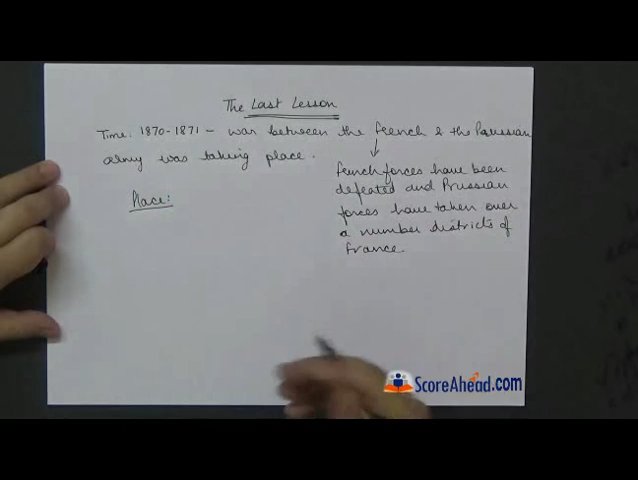 The Last Lesson
Time: 1870-1871 - war between the french & the Prussian
army was taking place.
french forces have been
defeated and Prussian
forces have taken over
a number districts of
france.
Place:
ScoreAhead.com